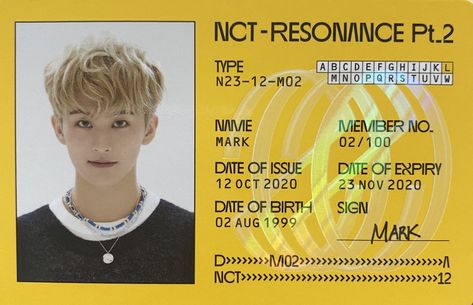 NCT-RESONANCE Pt.2
TYPE
N23-12-M02
ABCDEFGHIJKL
MNOPQRSTUVW
NAME
MARK
MEMBER NO.
02/100
DATE OF ISSUE
12 OCT 2020
DATE OF EXPIRY
23 NOV 2020
DATE OF BIRTH
02 AUG 1999
SIGN
MARK
D>>>>>>M02>>>>>>>>>>>>>>>Λ
NCT>>>>>>>>>>>>>>>>>>>>>12